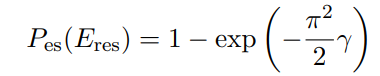 P_es(E_res) = 1 − exp(−π²/2 γ)